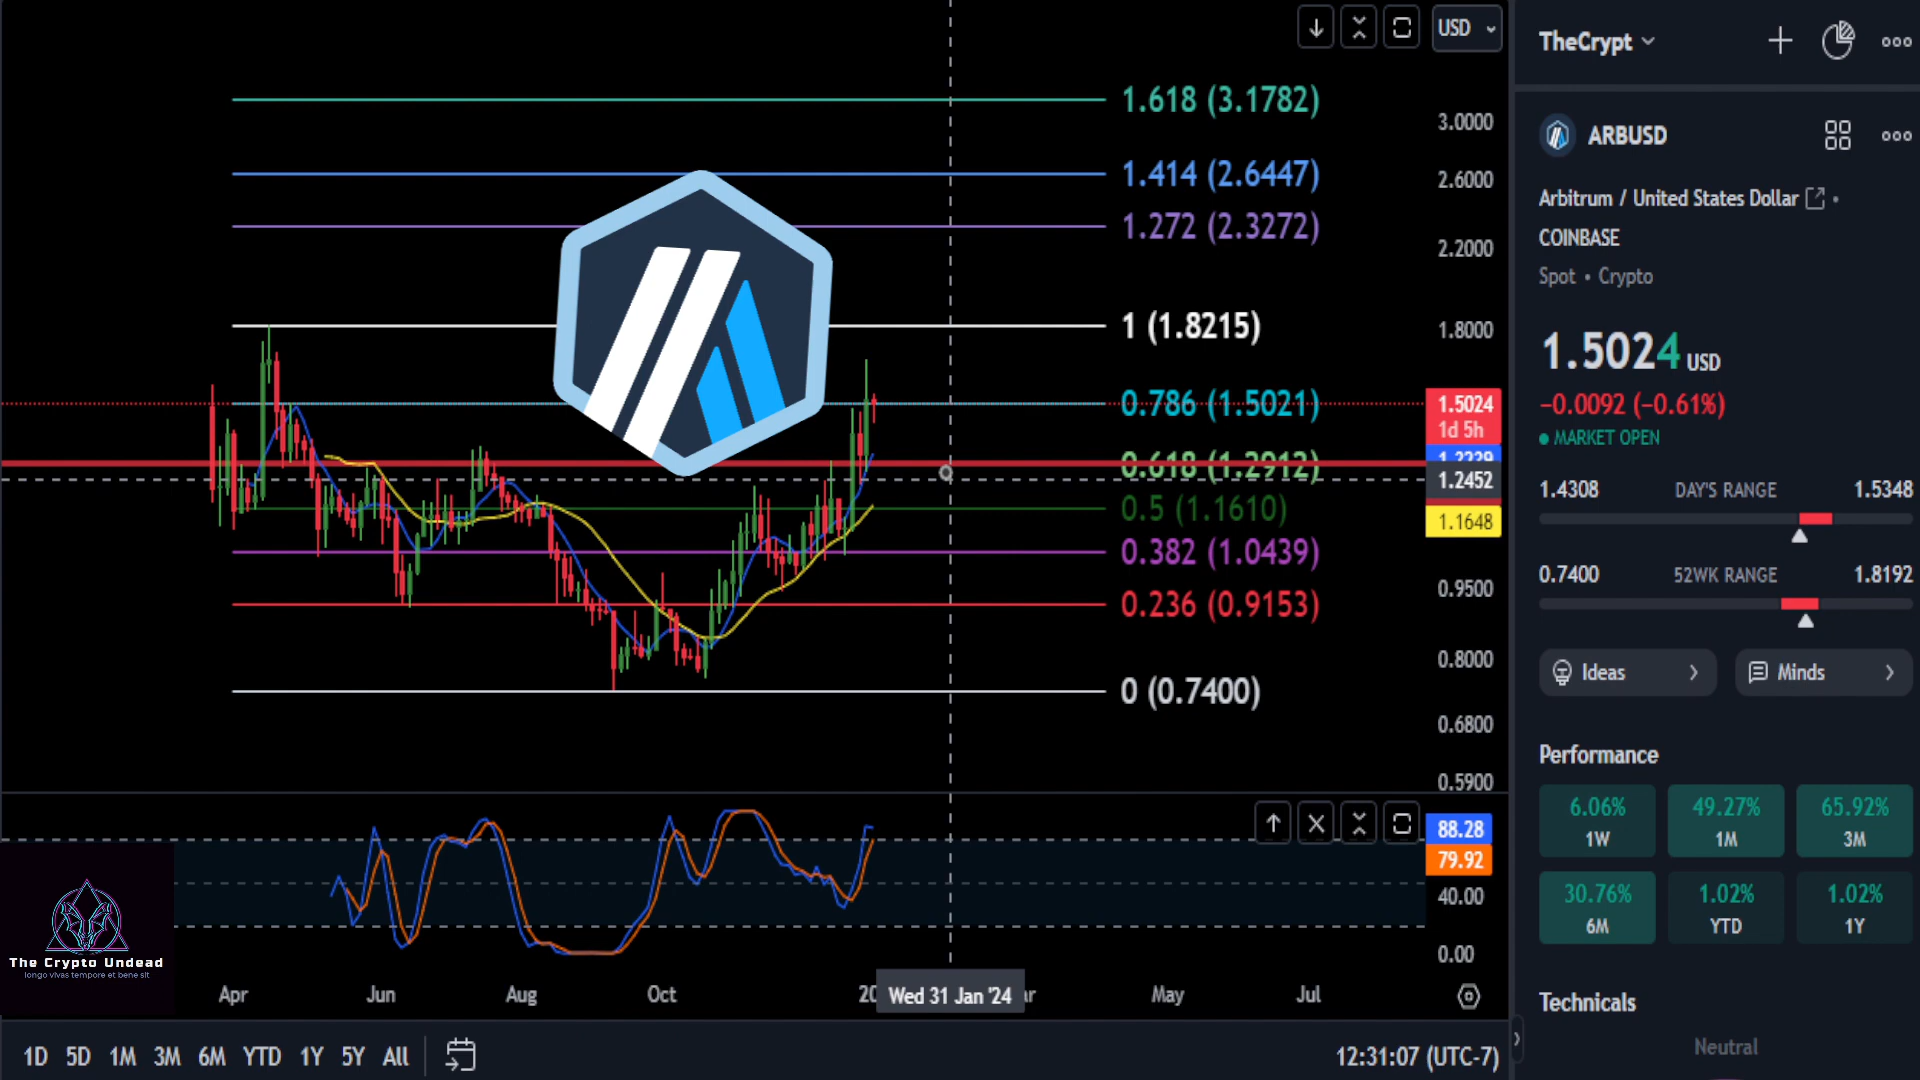 USD
1.618 (3.1782)
1.414 (2.6447)
1.272 (2.3272)
1 (1.8215)
0.786 (1.5021)
0.618 (1.2912)
0.5 (1.1610)
0.382 (1.0439)
0.236 (0.9153)
0 (0.7400)
3.0000
2.6000
2.2000
1.8000
1.5024
1d 5h
1.2452
1.1648
0.9500
0.8000
0.6800
0.5900
88.28
79.92
40.00
0.00
The Crypto Undead
longo vivas tempore et bene sit
Apr Jun Aug Oct 20 Wed 31 Jan '24 May Jul
1D 5D 1M 3M 6M YTD 1Y 5Y All
12:31:07 (UTC-7)
TheCrypt
ARBUSD
Arbitrum / United States Dollar
COINBASE
Spot • Crypto
1.5024 USD
−0.0092 (−0.61%)
MARKET OPEN
1.4308 DAY'S RANGE 1.5348
0.7400 52WK RANGE 1.8192
Ideas Minds
Performance
6.06% 49.27% 65.92%
1W 1M 3M
30.76% 1.02% 1.02%
6M YTD 1Y
Technicals
Neutral